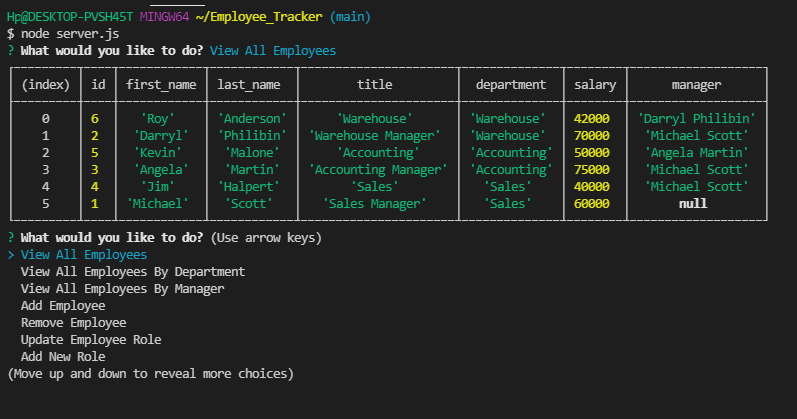 Hp@DESKTOP-PVSH45T MINGW64 ~/Employee_Tracker (main)
$ node server.js
? What would you like to do? View All Employees
(index) id first_name last_name title department salary manager
0 6 'Roy' 'Anderson' 'Warehouse' 'Warehouse' 42000 'Darryl Philibin'
1 2 'Darryl' 'Philibin' 'Warehouse Manager' 'Warehouse' 70000 'Michael Scott'
2 5 'Kevin' 'Malone' 'Accounting' 'Accounting' 50000 'Angela Martin'
3 3 'Angela' 'Martin' 'Accounting Manager' 'Accounting' 75000 'Michael Scott'
4 4 'Jim' 'Halpert' 'Sales' 'Sales' 40000 'Michael Scott'
5 1 'Michael' 'Scott' 'Sales Manager' 'Sales' 60000 null
? What would you like to do? (Use arrow keys)
> View All Employees
View All Employees By Department
View All Employees By Manager
Add Employee
Remove Employee
Update Employee Role
Add New Role
(Move up and down to reveal more choices)